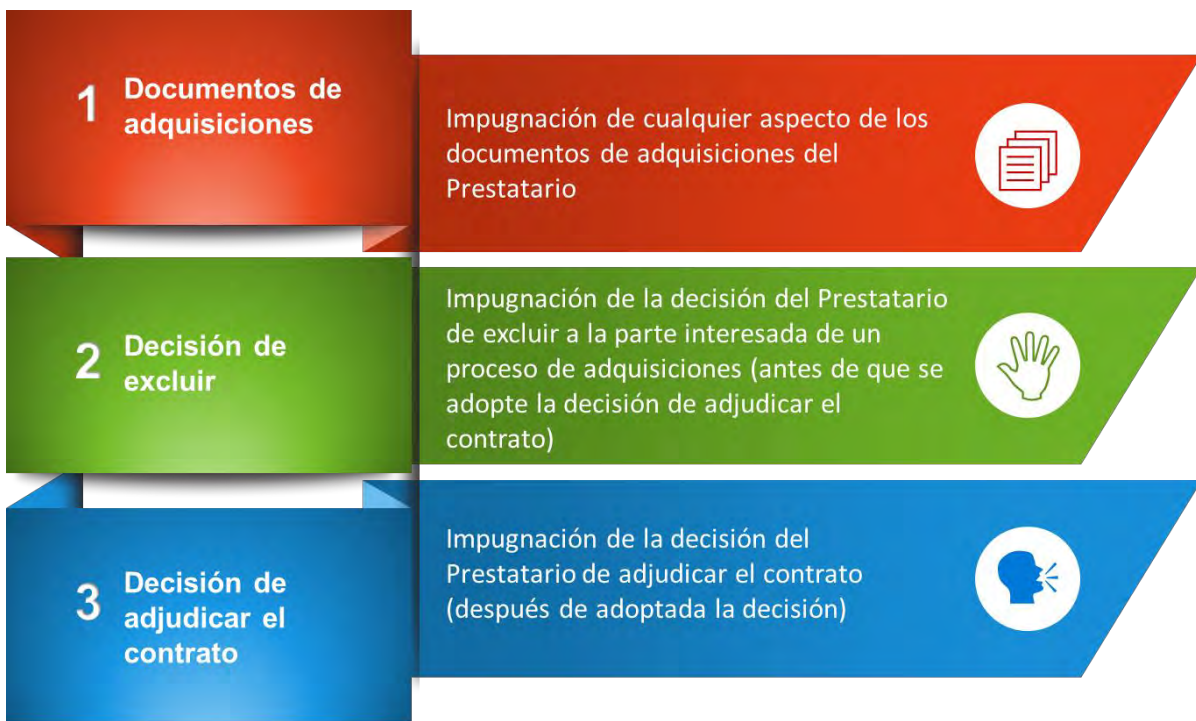 1
Documentos de
adquisiciones
Impugnación de cualquier aspecto de los
documentos de adquisiciones del
Prestatario
2
Decisión de
excluir
Impugnación de la decisión del Prestatario
de excluir a la parte interesada de un
proceso de adquisiciones (antes de que se
adopte la decisión de adjudicar el
contrato)
3
Decisión de
adjudicar el
contrato
Impugnación de la decisión del
Prestatario de adjudicar el contrato
(después de adoptada la decisión)